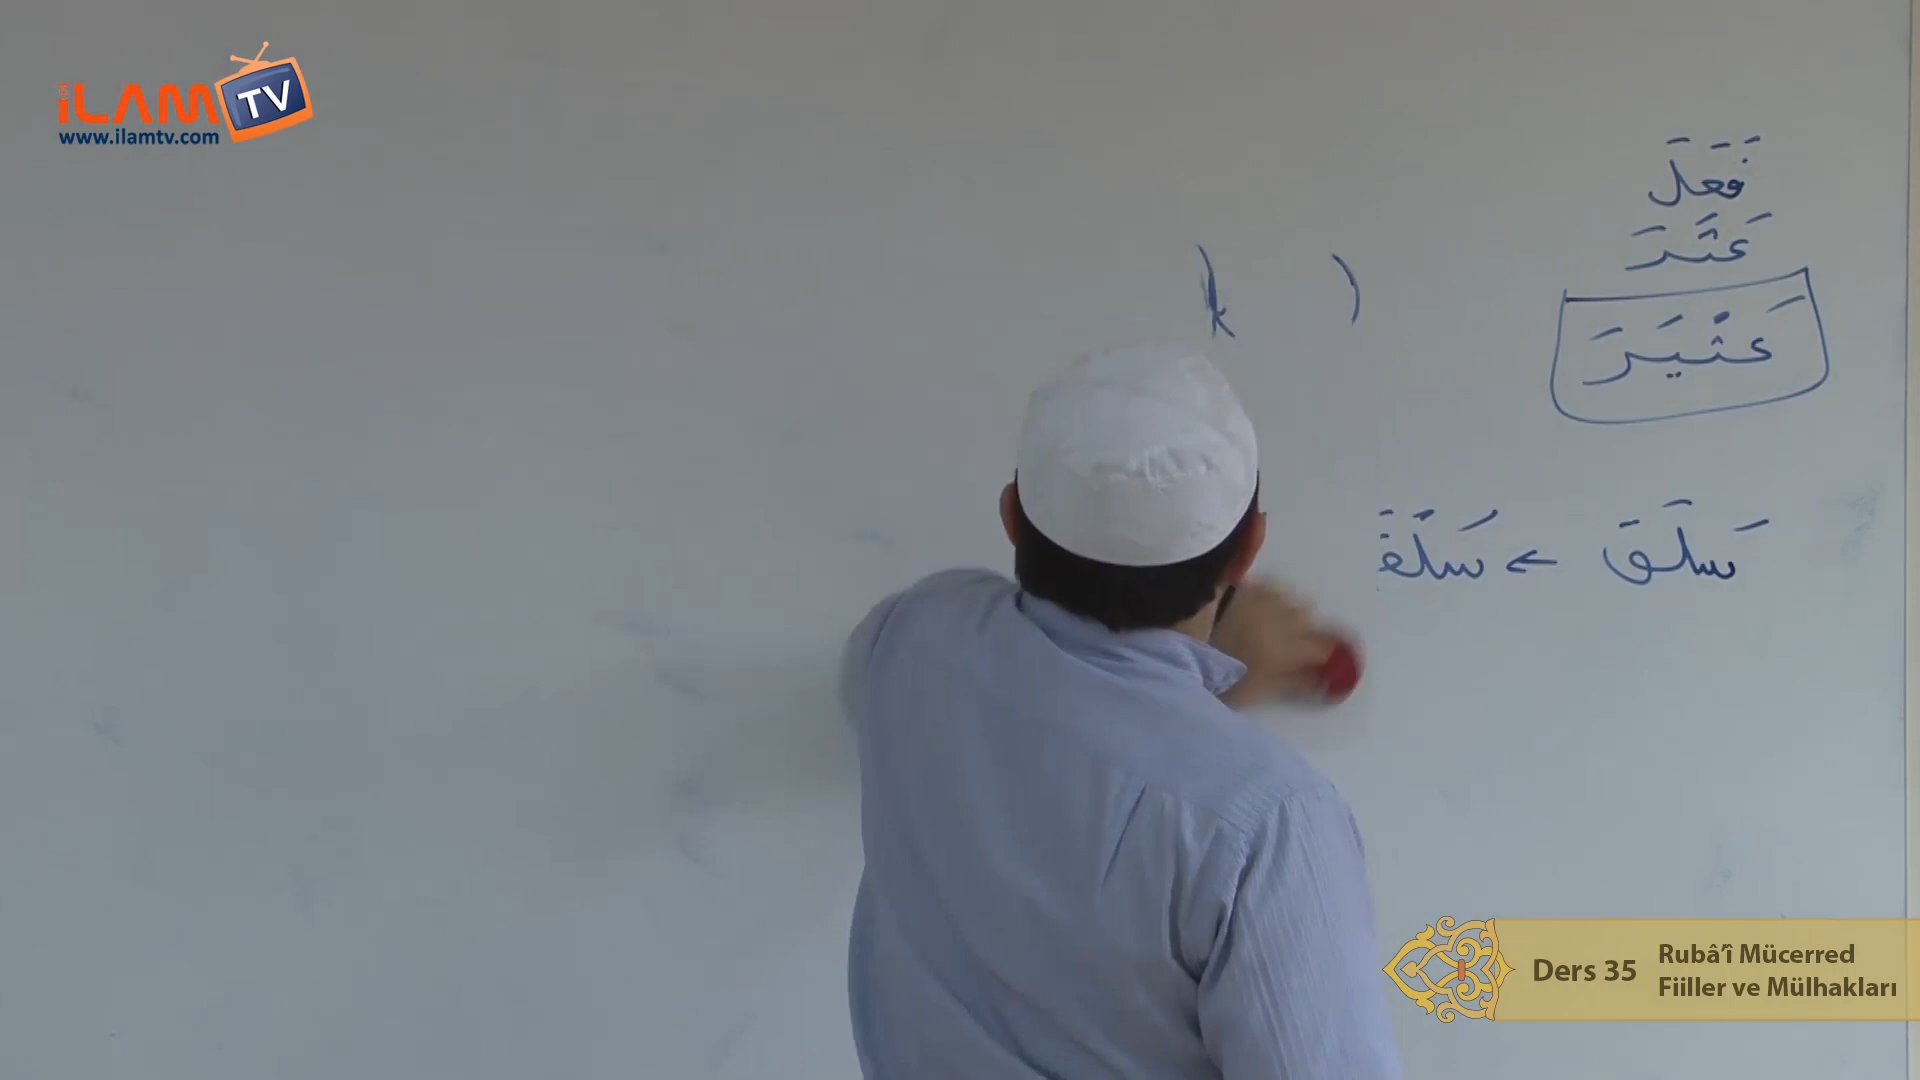 iLAM TV
www.ilamtv.com
فَعَلَ
عَثَرَ
عَثْيَرَ
سَلَقَ ← سَلْقَ
Ders 35
Rubâ'î Mücerred
Fiiller ve Mülhakları